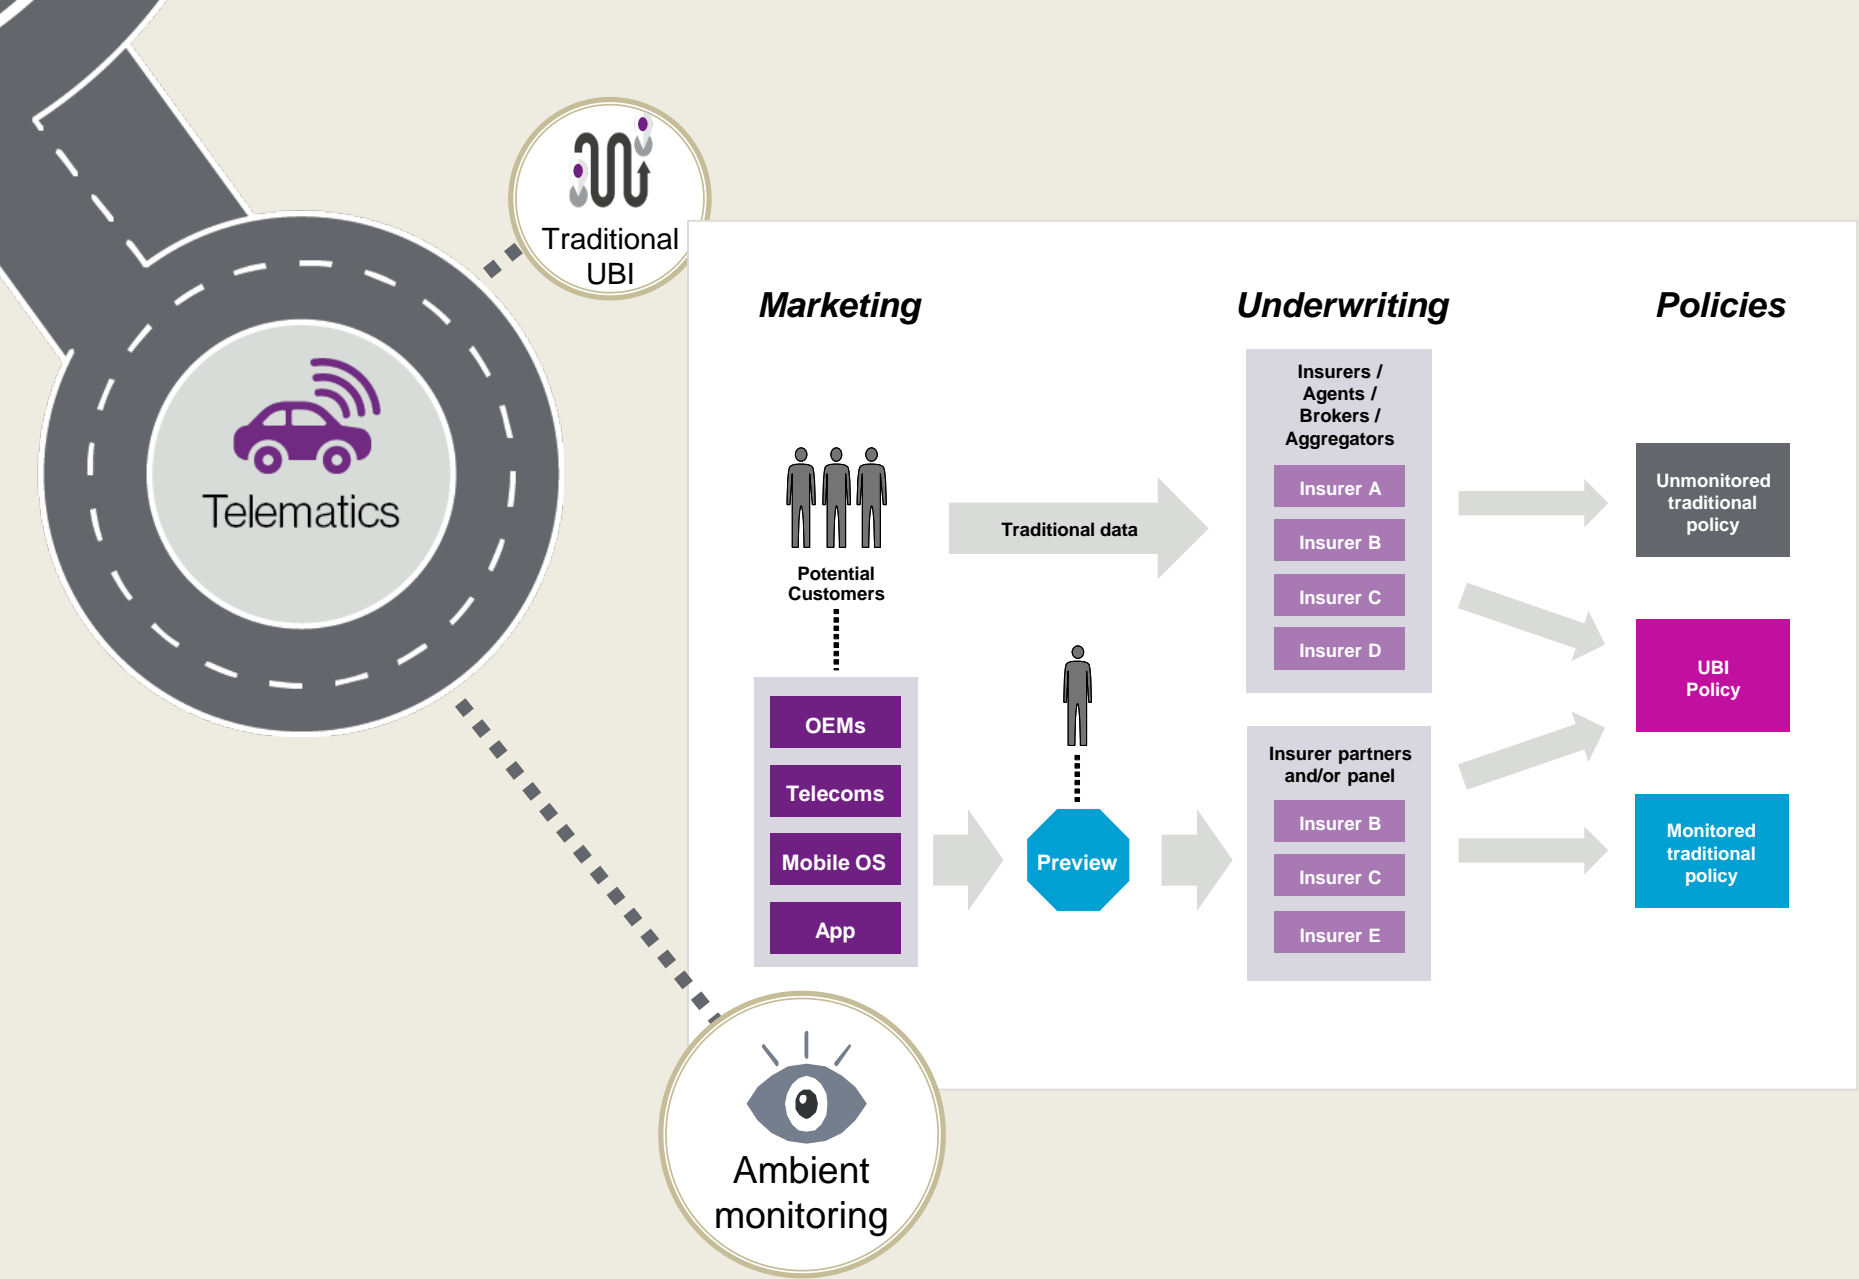 Traditional
UBI
Telematics
Marketing
Underwriting
Policies
Potential
Customers
Traditional data
Insurers /
Agents /
Brokers /
Aggregators
Insurer A
Insurer B
Insurer C
Insurer D
Unmonitored
traditional
policy
UBI
Policy
OEMs
Telecoms
Mobile OS
App
Preview
Insurer partners
and/or panel
Insurer B
Insurer C
Insurer E
Monitored
traditional
policy
Ambient
monitoring